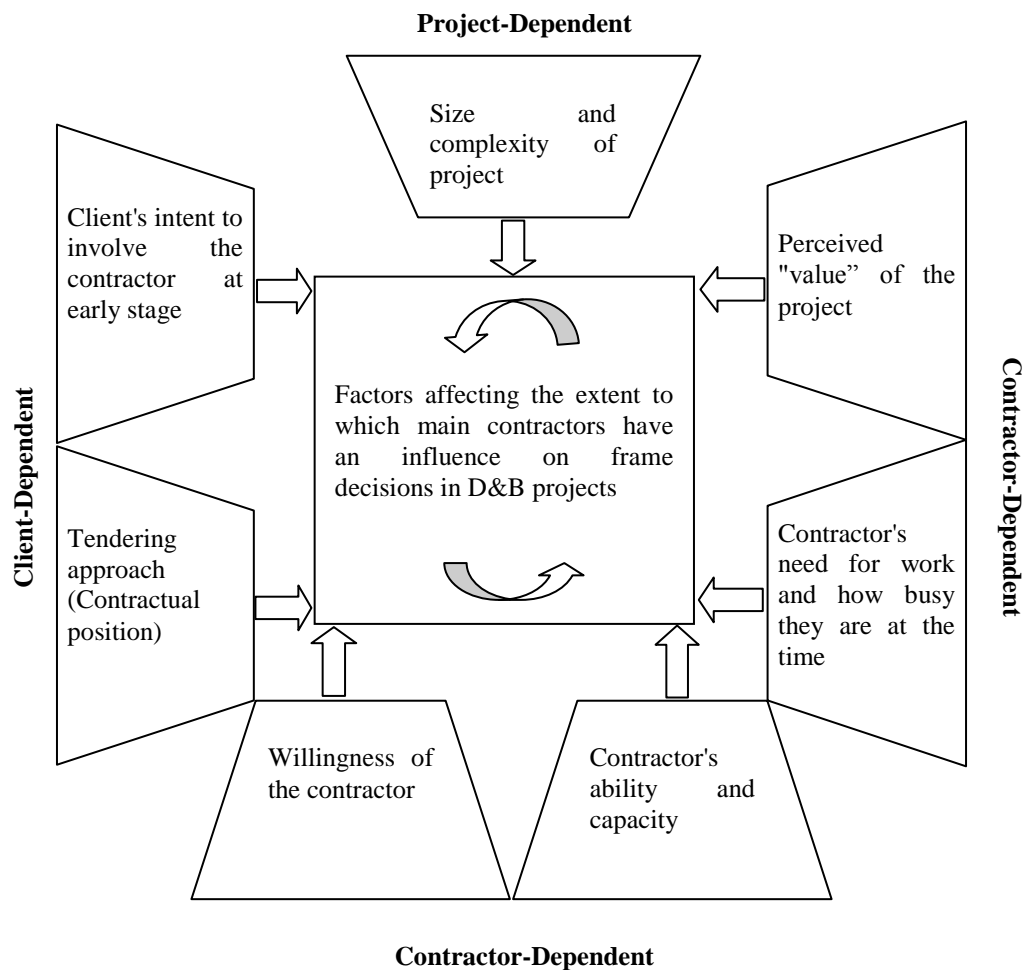 Project-Dependent
Size and
complexity of
project
Client's intent to
involve the
contractor at
early stage
Perceived
"value” of the
project
Factors affecting the extent to
which main contractors have
an influence on frame
decisions in D&B projects
Client-Dependent
Contractor-Dependent
Tendering
approach
(Contractual
position)
Contractor's
need for work
and how busy
they are at the
time
Willingness of
the contractor
Contractor's
ability and
capacity
Contractor-Dependent